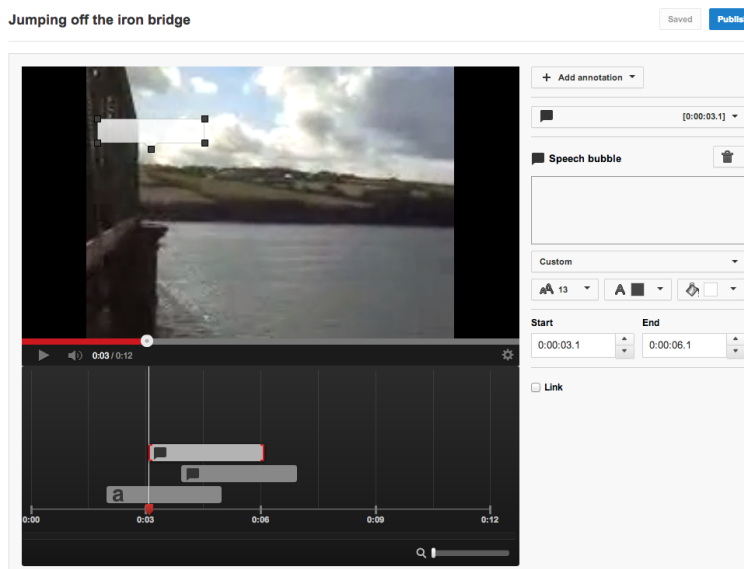 Jumping off the iron bridge
Saved
Publis
+ Add annotation
[0:00:03.1]
Speech bubble
Custom
AA 13
A
Start
End
0:00:03.1
0:00:06.1
Link
0:03 / 0:12
a
0:00
0:03
0:06
0:09
0:12